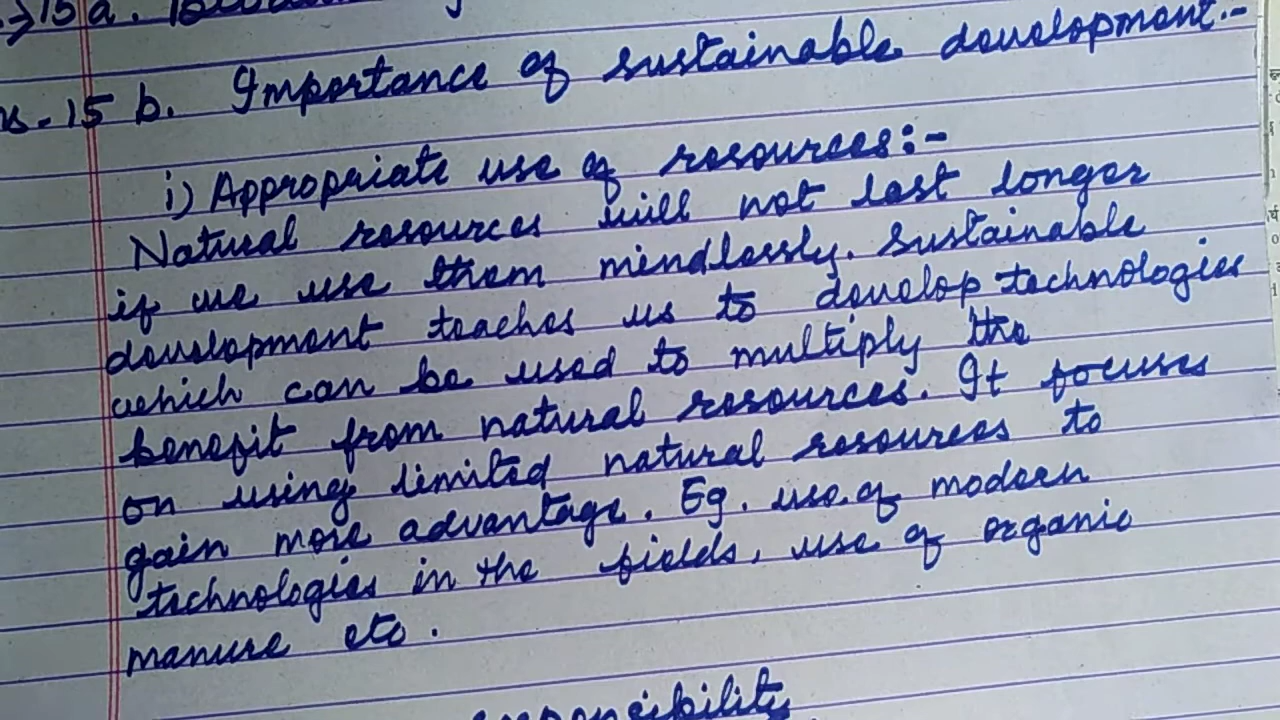 15 a.
15 b. Importance of sustainable development:-
i) Appropriate use of resources:-
Natural resources will not last longer
if we use them mindlessly. Sustainable
development teaches us to develop technologies
which can be used to multiply the
benefit from natural resources. It focuses
on using limited natural resources to
gain more advantage. Eg. use of modern
technologies in the fields, use of organic
manure etc.